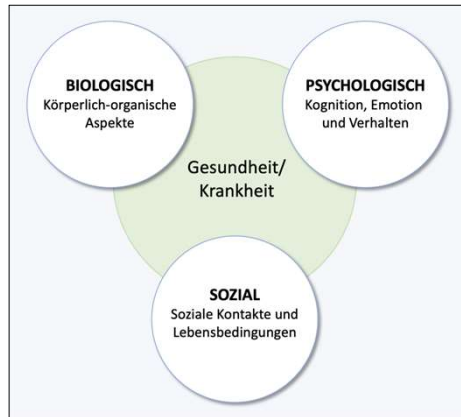 BIOLOGISCH
Körperlich-organische
Aspekte
PSYCHOLOGISCH
Kognition, Emotion
und Verhalten
Gesundheit/
Krankheit
SOZIAL
Soziale Kontakte und
Lebensbedingungen